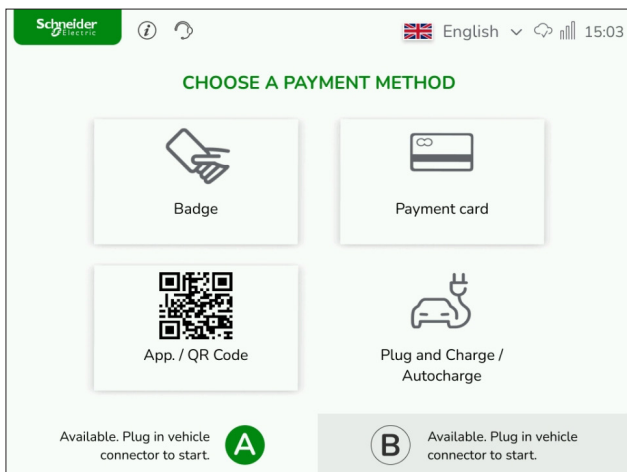 Schneider
Electric
English
15:03
CHOOSE A PAYMENT METHOD
Badge
Payment card
App. / QR Code
Plug and Charge /
Autocharge
Available. Plug in vehicle
connector to start.
A
B
Available. Plug in vehicle
connector to start.